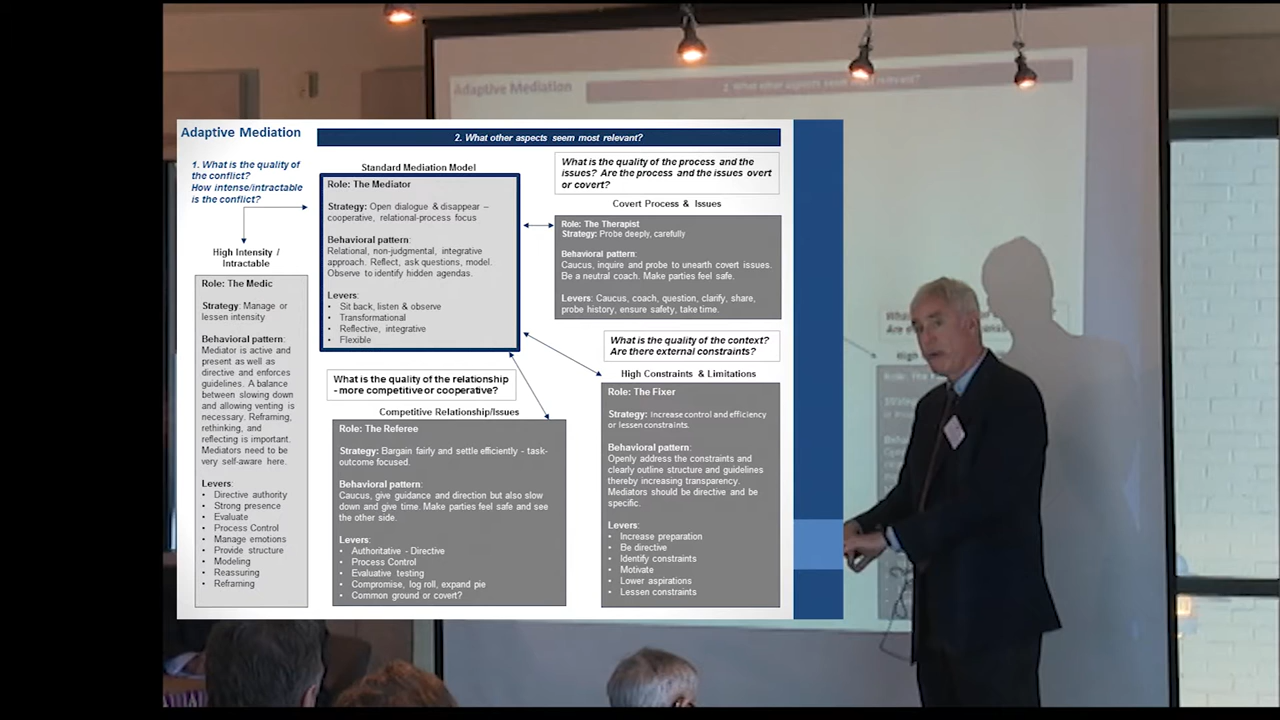 Adaptive Mediation
2. What other aspects seem most relevant?
Adaptive Mediation
2. What other aspects seem most relevant?
1. What is the quality of
the conflict?
How intense/intractable
is the conflict?
High Intensity /
Intractable
Role: The Medic
Strategy: Manage or
lessen intensity
Behavioral pattern:
Mediator is active and
present as well as
directive and enforces
guidelines. A balance
between slowing down
and allowing venting is
necessary. Reframing,
rethinking, and
reflecting is important.
Mediators need to be
very self-aware here.
Levers:
• Directive authority
• Strong presence
• Evaluate
• Process Control
• Manage emotions
• Provide structure
• Modeling
• Reassuring
• Reframing
Standard Mediation Model
Role: The Mediator
Strategy: Open dialogue & disappear –
cooperative, relational-process focus
Behavioral pattern:
Relational, non-judgmental, integrative
approach. Reflect, ask questions, model.
Observe to identify hidden agendas.
Levers:
• Sit back, listen & observe
• Transformational
• Reflective, integrative
• Flexible
What is the quality of the relationship
- more competitive or cooperative?
Competitive Relationship/Issues
Role: The Referee
Strategy: Bargain fairly and settle efficiently - task-
outcome focused.
Behavioral pattern:
Caucus, give guidance and direction but also slow
down and give time. Make parties feel safe and see
the other side.
Levers:
• Authoritative - Directive
• Process Control
• Evaluative testing
• Compromise, log roll, expand pie
• Common ground or covert?
What is the quality of the process and the
issues? Are the process and the issues overt
or covert?
Covert Process & Issues
Role: The Therapist
Strategy: Probe deeply, carefully
Behavioral pattern:
Caucus, inquire and probe to unearth covert issues.
Be a neutral coach. Make parties feel safe.
Levers: Caucus, coach, question, clarify, share,
probe history, ensure safety, take time.
What is the quality of the context?
Are there external constraints?
High Constraints & Limitations
Role: The Fixer
Strategy: Increase control and efficiency
or lessen constraints.
Behavioral pattern:
Openly address the constraints and
clearly outline structure and guidelines
thereby increasing transparency.
Mediators should be directive and be
specific.
Levers:
• Increase preparation
• Be directive
• Identify constraints
• Motivate
• Lower aspirations
• Lessen constraints